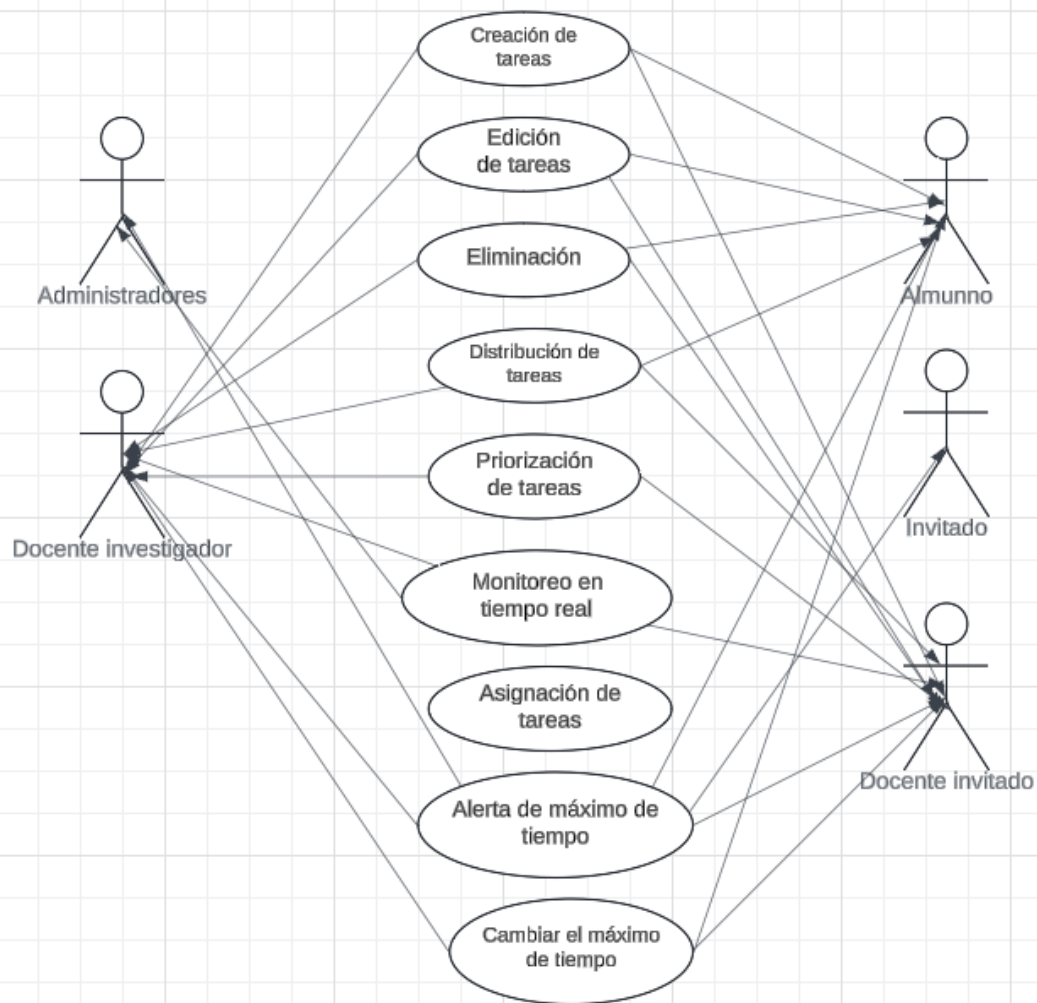 Creación de
tareas
Edición
de tareas
Eliminación
Administradores
Almunno
Distribución de
tareas
Priorización
de tareas
Invitado
Docente investigador
Monitoreo en
tiempo real
Asignación de
tareas
Docente invitado
Alerta de máximo de
tiempo
Cambiar el máximo
de tiempo